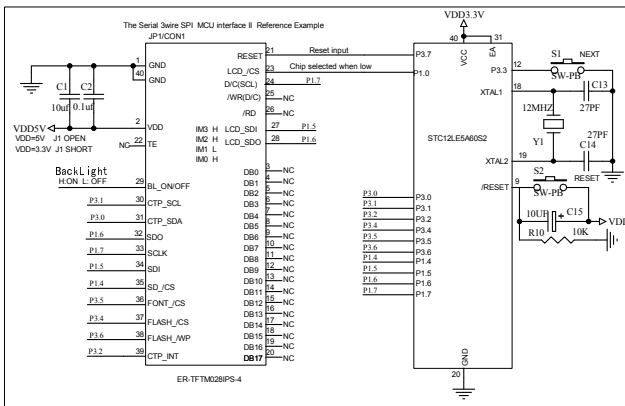 The Serial 3wire SPI MCU interface II Reference Example
JP1/CON1
VDD3.3V
1 GND
40 GND
C1 C2
10uf 0.1uf
VDD5V
2 VDD
VDD=5V J1 OPEN
VDD=3.3V J1 SHORT
NC 22 TE
BackLight
H:ON L: OFF
29 BL_ON/OFF
P3.1 30 CTP_SCL
P3.0 31 CTP_SDA
P1.6 32 SDO
P1.7 33 SCLK
P1.5 34 SDI
P1.4 35 SD_/CS
P3.5 36 FONT_/CS
P3.4 37 FLASH_/CS
P3.6 38 FLASH_/WP
P3.2 39 CTP_INT
RESET 21 Reset input
LCD_/CS 23 Chip selected when low
D/C(SCL) 24 P1.7
/WR(D/C) 25 NC
/RD 26 NC
IM3 H LCD_SDI 27 P1.5
IM2 H LCD_SDO 28 P1.6
IM1 L
IM0 H
DB0 3 NC
DB1 4 NC
DB2 5 NC
DB3 6 NC
DB4 7 NC
DB5 8 NC
DB6 9 NC
DB7 10 NC
DB8 11 NC
DB9 12 NC
DB10 13 NC
DB11 14 NC
DB12 15 NC
DB13 16 NC
DB14 17 NC
DB15 18 NC
DB16 19 NC
DB17 20 NC
ER-TFTM028IPS-4
40 31
VCC EA
P3.7
P1.0
STC12LE5A60S2
P3.0 P3.0
P3.1 P3.1
P3.2 P3.2
P3.4 P3.4
P3.5 P3.5
P3.6 P3.6
P1.4 P1.4
P1.5 P1.5
P1.6 P1.6
P1.7 P1.7
GND
20
P3.3 12
S1 NEXT
SW-PB
XTAL1 18 C13
12MHZ 27PF
Y1
27PF
XTAL2 19 C14
RESET
/RESET 9 S2
SW-PB
10UF + C15
R10 10K